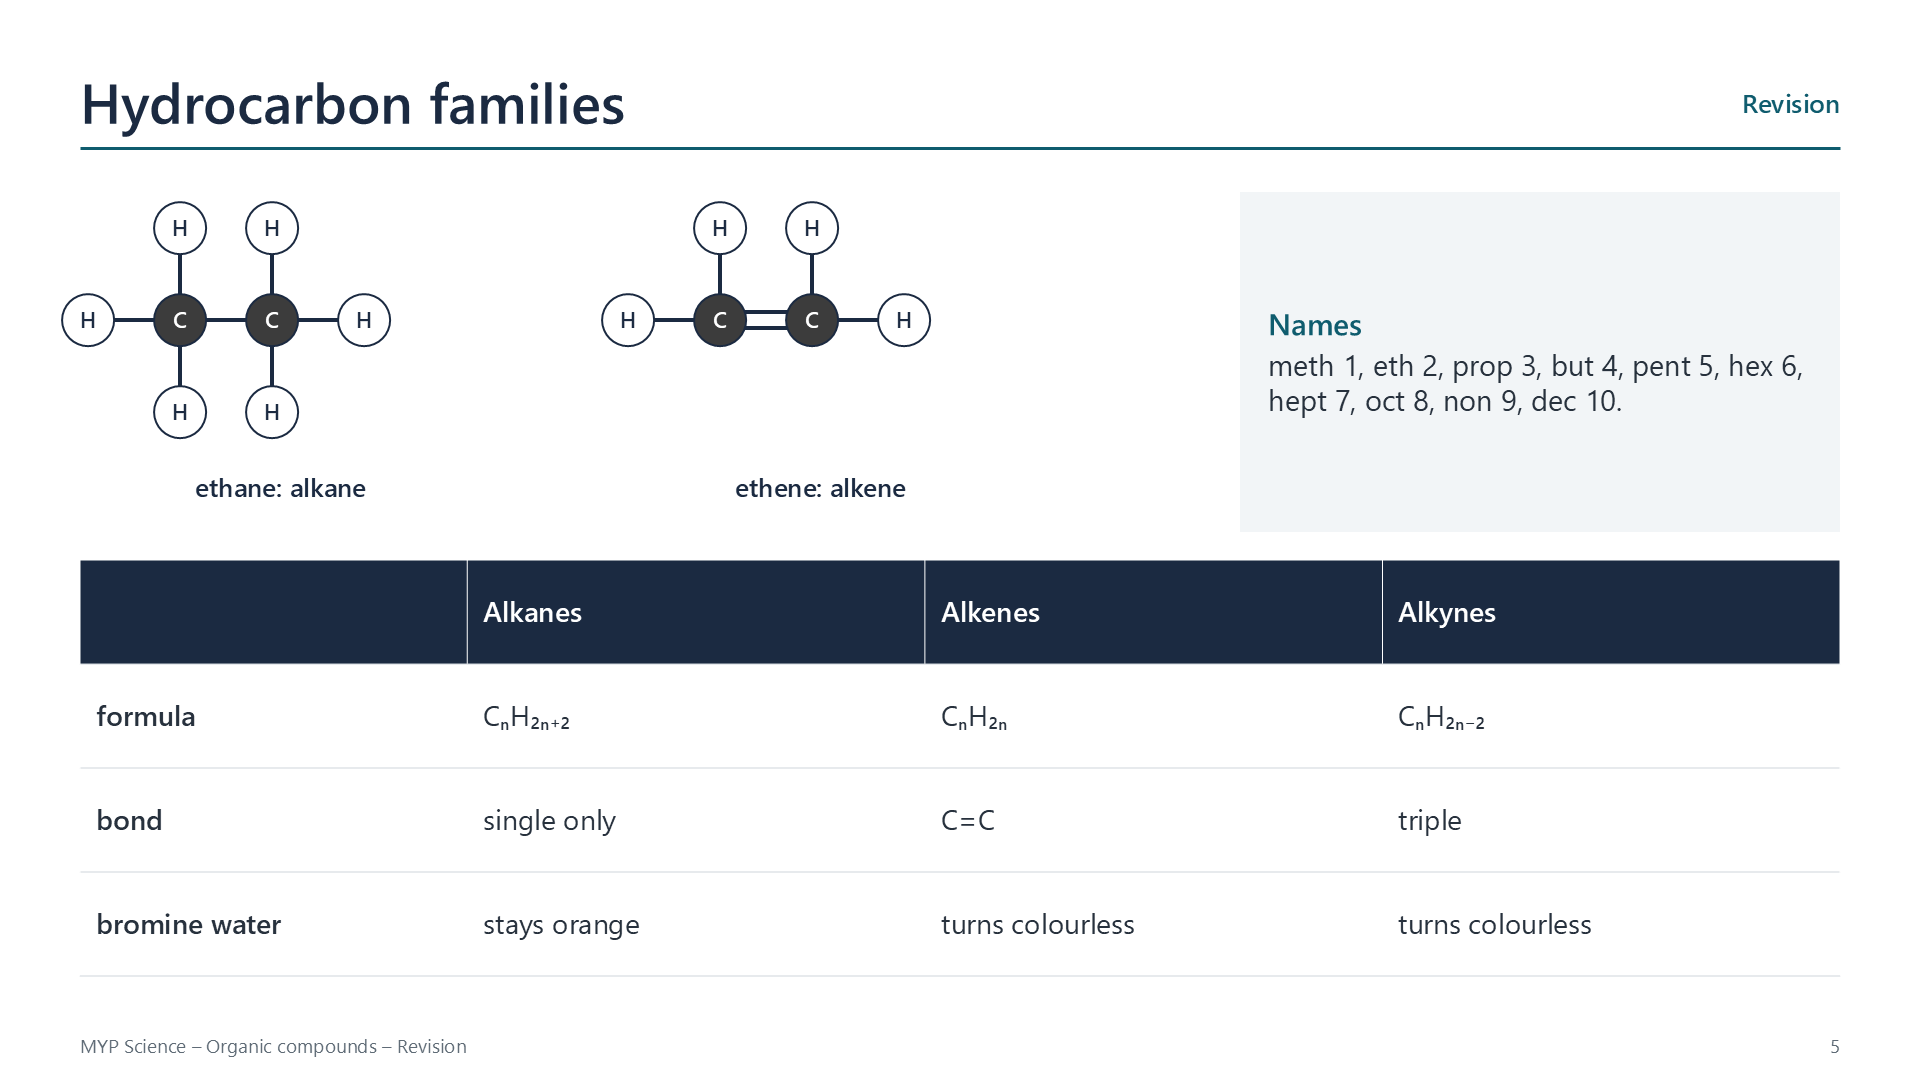 Hydrocarbon families
Revision
H H
H C C H
H H
ethane: alkane
H H
H C C H
ethene: alkene
Names
meth 1, eth 2, prop 3, but 4, pent 5, hex 6,
hept 7, oct 8, non 9, dec 10.
Alkanes Alkenes Alkynes
formula CₙH₂ₙ₊₂ CₙH₂ₙ CₙH₂ₙ₋₂
bond single only C=C triple
bromine water stays orange turns colourless turns colourless
MYP Science – Organic compounds – Revision
5